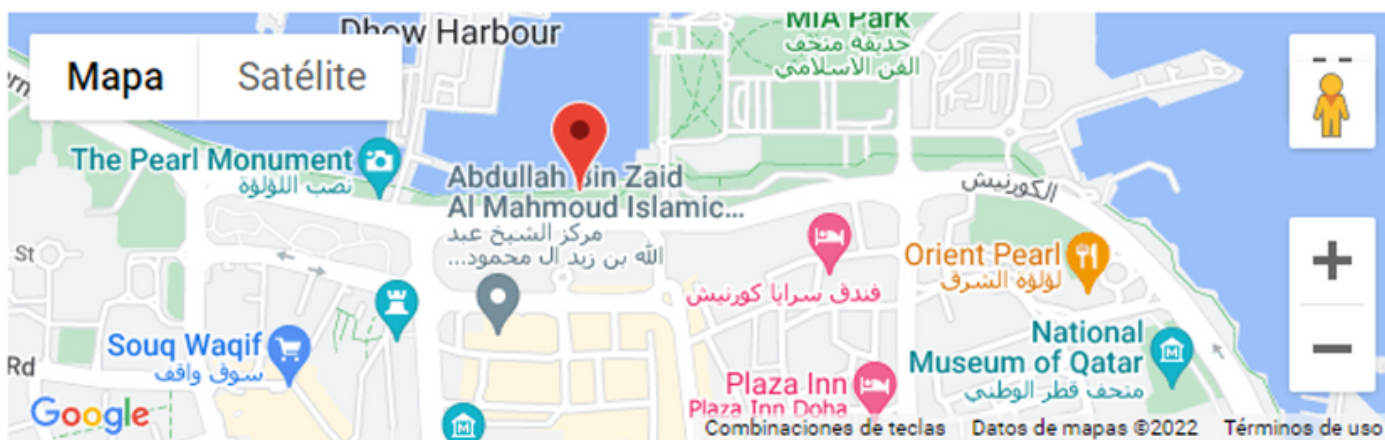 Dhow Harbour
MIA Park
حديقة متحف
الفن الاسلامي
Mapa
Satélite
The Pearl Monument
نصب اللؤلؤة
Abdullah Bin Zaid
Al Mahmoud Islamic...
مركز الشيخ عبد
الله بن زيد ال محمود...
الكورنيش
St
Orient Pearl
لؤلؤة الشرق
فندق سرايا كورنيش
Souq Waqif
سوق واقف
National
Museum of Qatar
متحف قطر الوطني
Rd
Plaza Inn
Plaza Inn Doha
Google
Combinaciones de teclas
Datos de mapas ©2022
Términos de uso